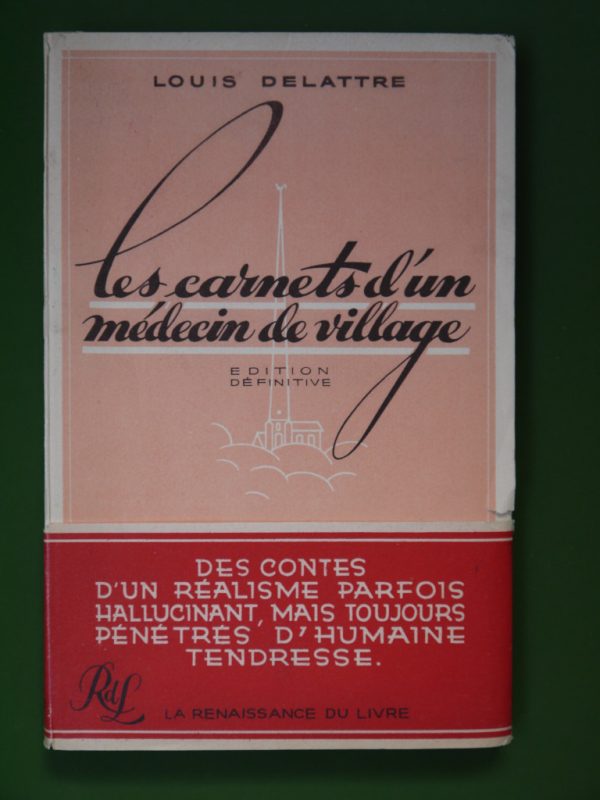 LOUIS DELATTRE
les carnets d'un
médecin de village
EDITION
DÉFINITIVE
DES CONTES
D'UN RÉALISME PARFOIS
HALLUCINANT, MAIS TOUJOURS
PÉNÉTRÉS, D'HUMAINE
TENDRESSE.
RdL
LA RENAISSANCE DU LIVRE